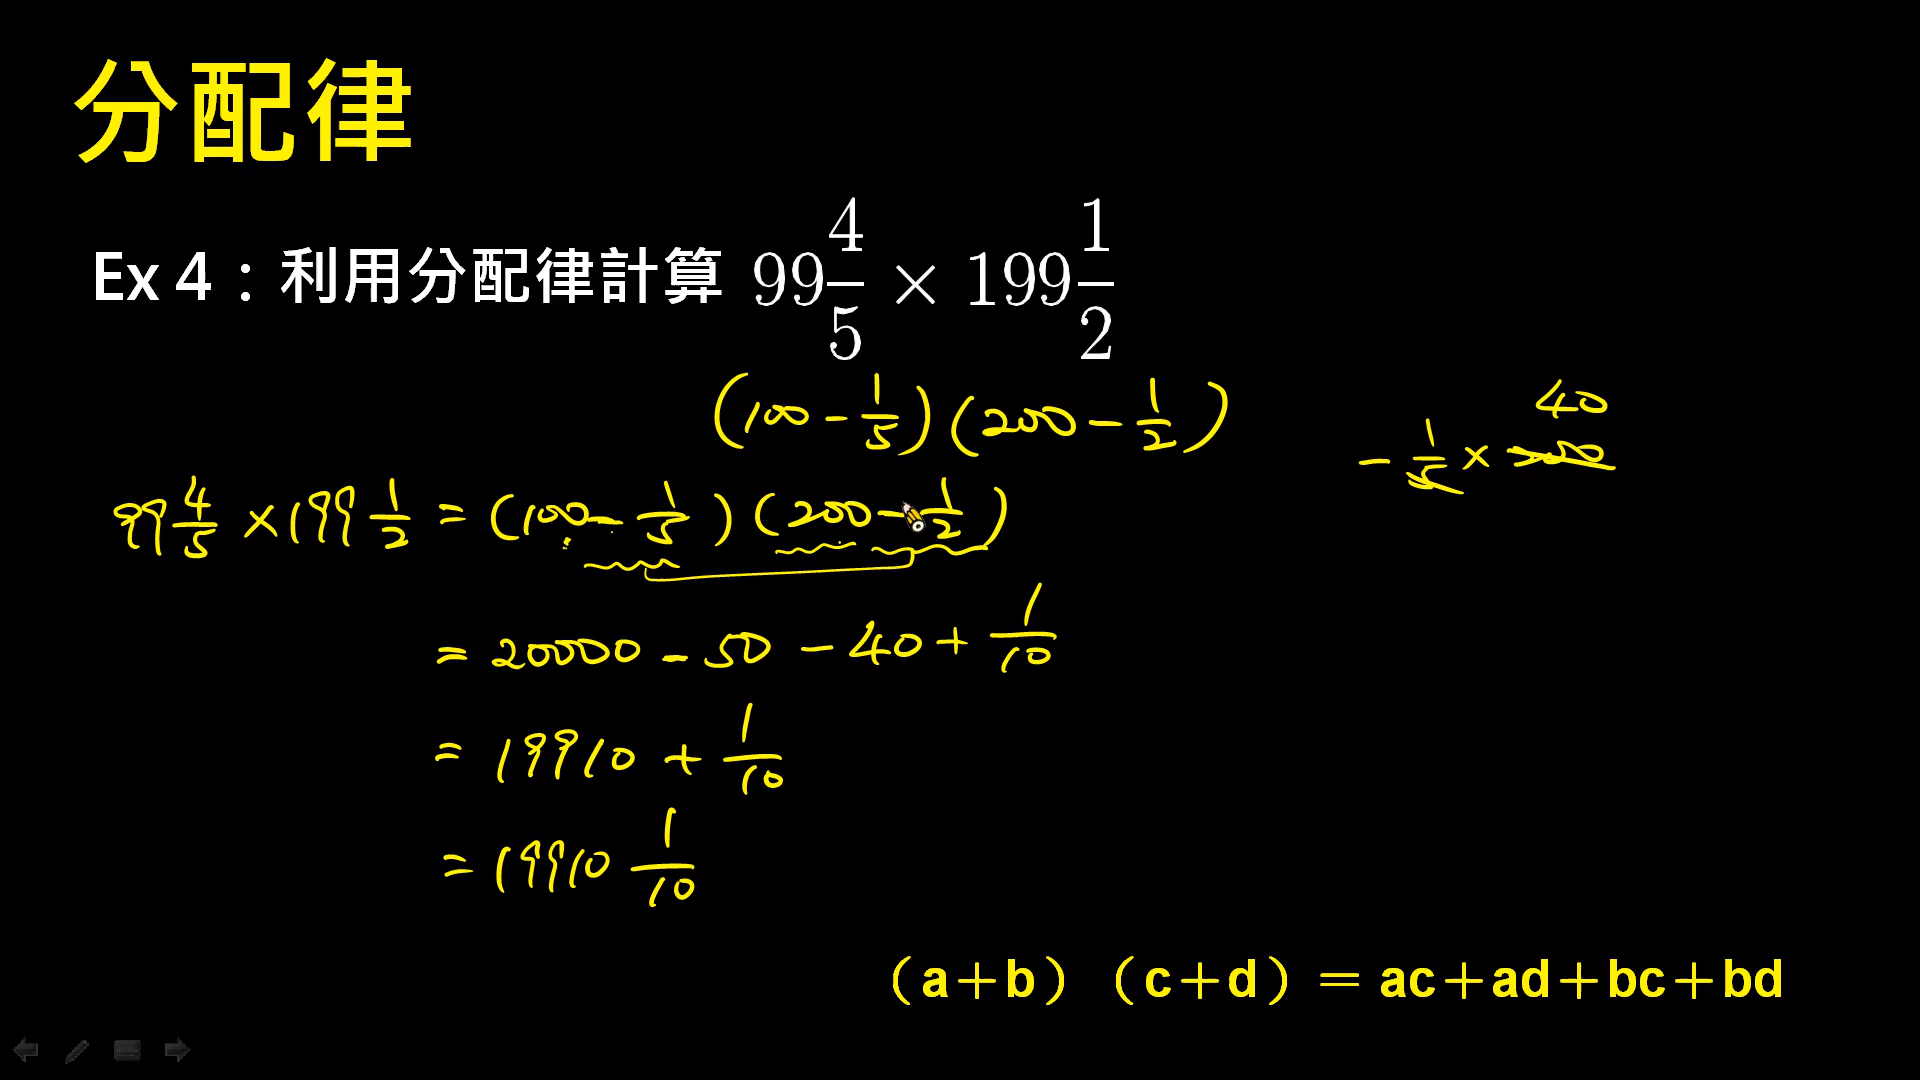 分配律
Ex 4：利用分配律計算 99 4/5 × 199 1/2
(100 - 1/5)(200 - 1/2)
40
- 1/5 × 200
99 4/5 × 199 1/2 = (100 - 1/5)(200 - 1/2)
= 20000 - 50 - 40 + 1/10
= 19910 + 1/10
= 19910 1/10
（a＋b）（c＋d）＝ac＋ad＋bc＋bd